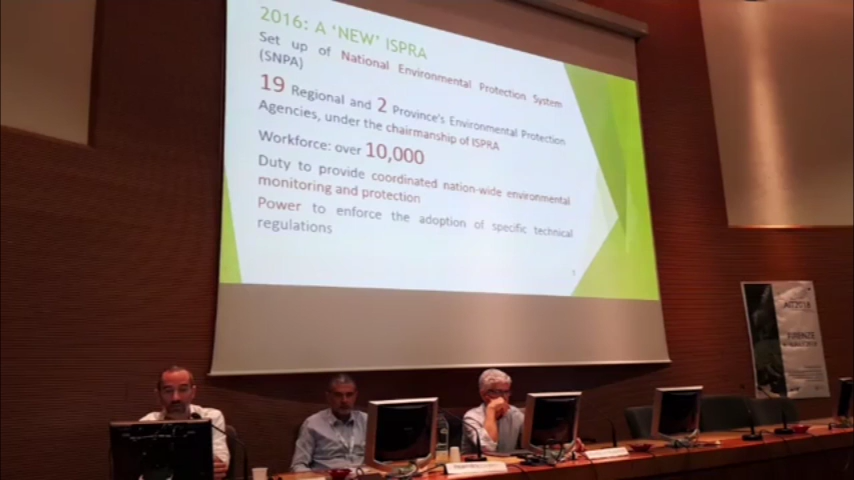 2016: A 'NEW' ISPRA
Set up of National Environmental Protection System
(SNPA)
19 Regional and 2 Province's Environmental Protection
Agencies, under the chairmanship of ISPRA
Workforce: over 10,000
Duty to provide coordinated nation-wide environmental
monitoring and protection
Power to enforce the adoption of specific technical
regulations
FIRENZE